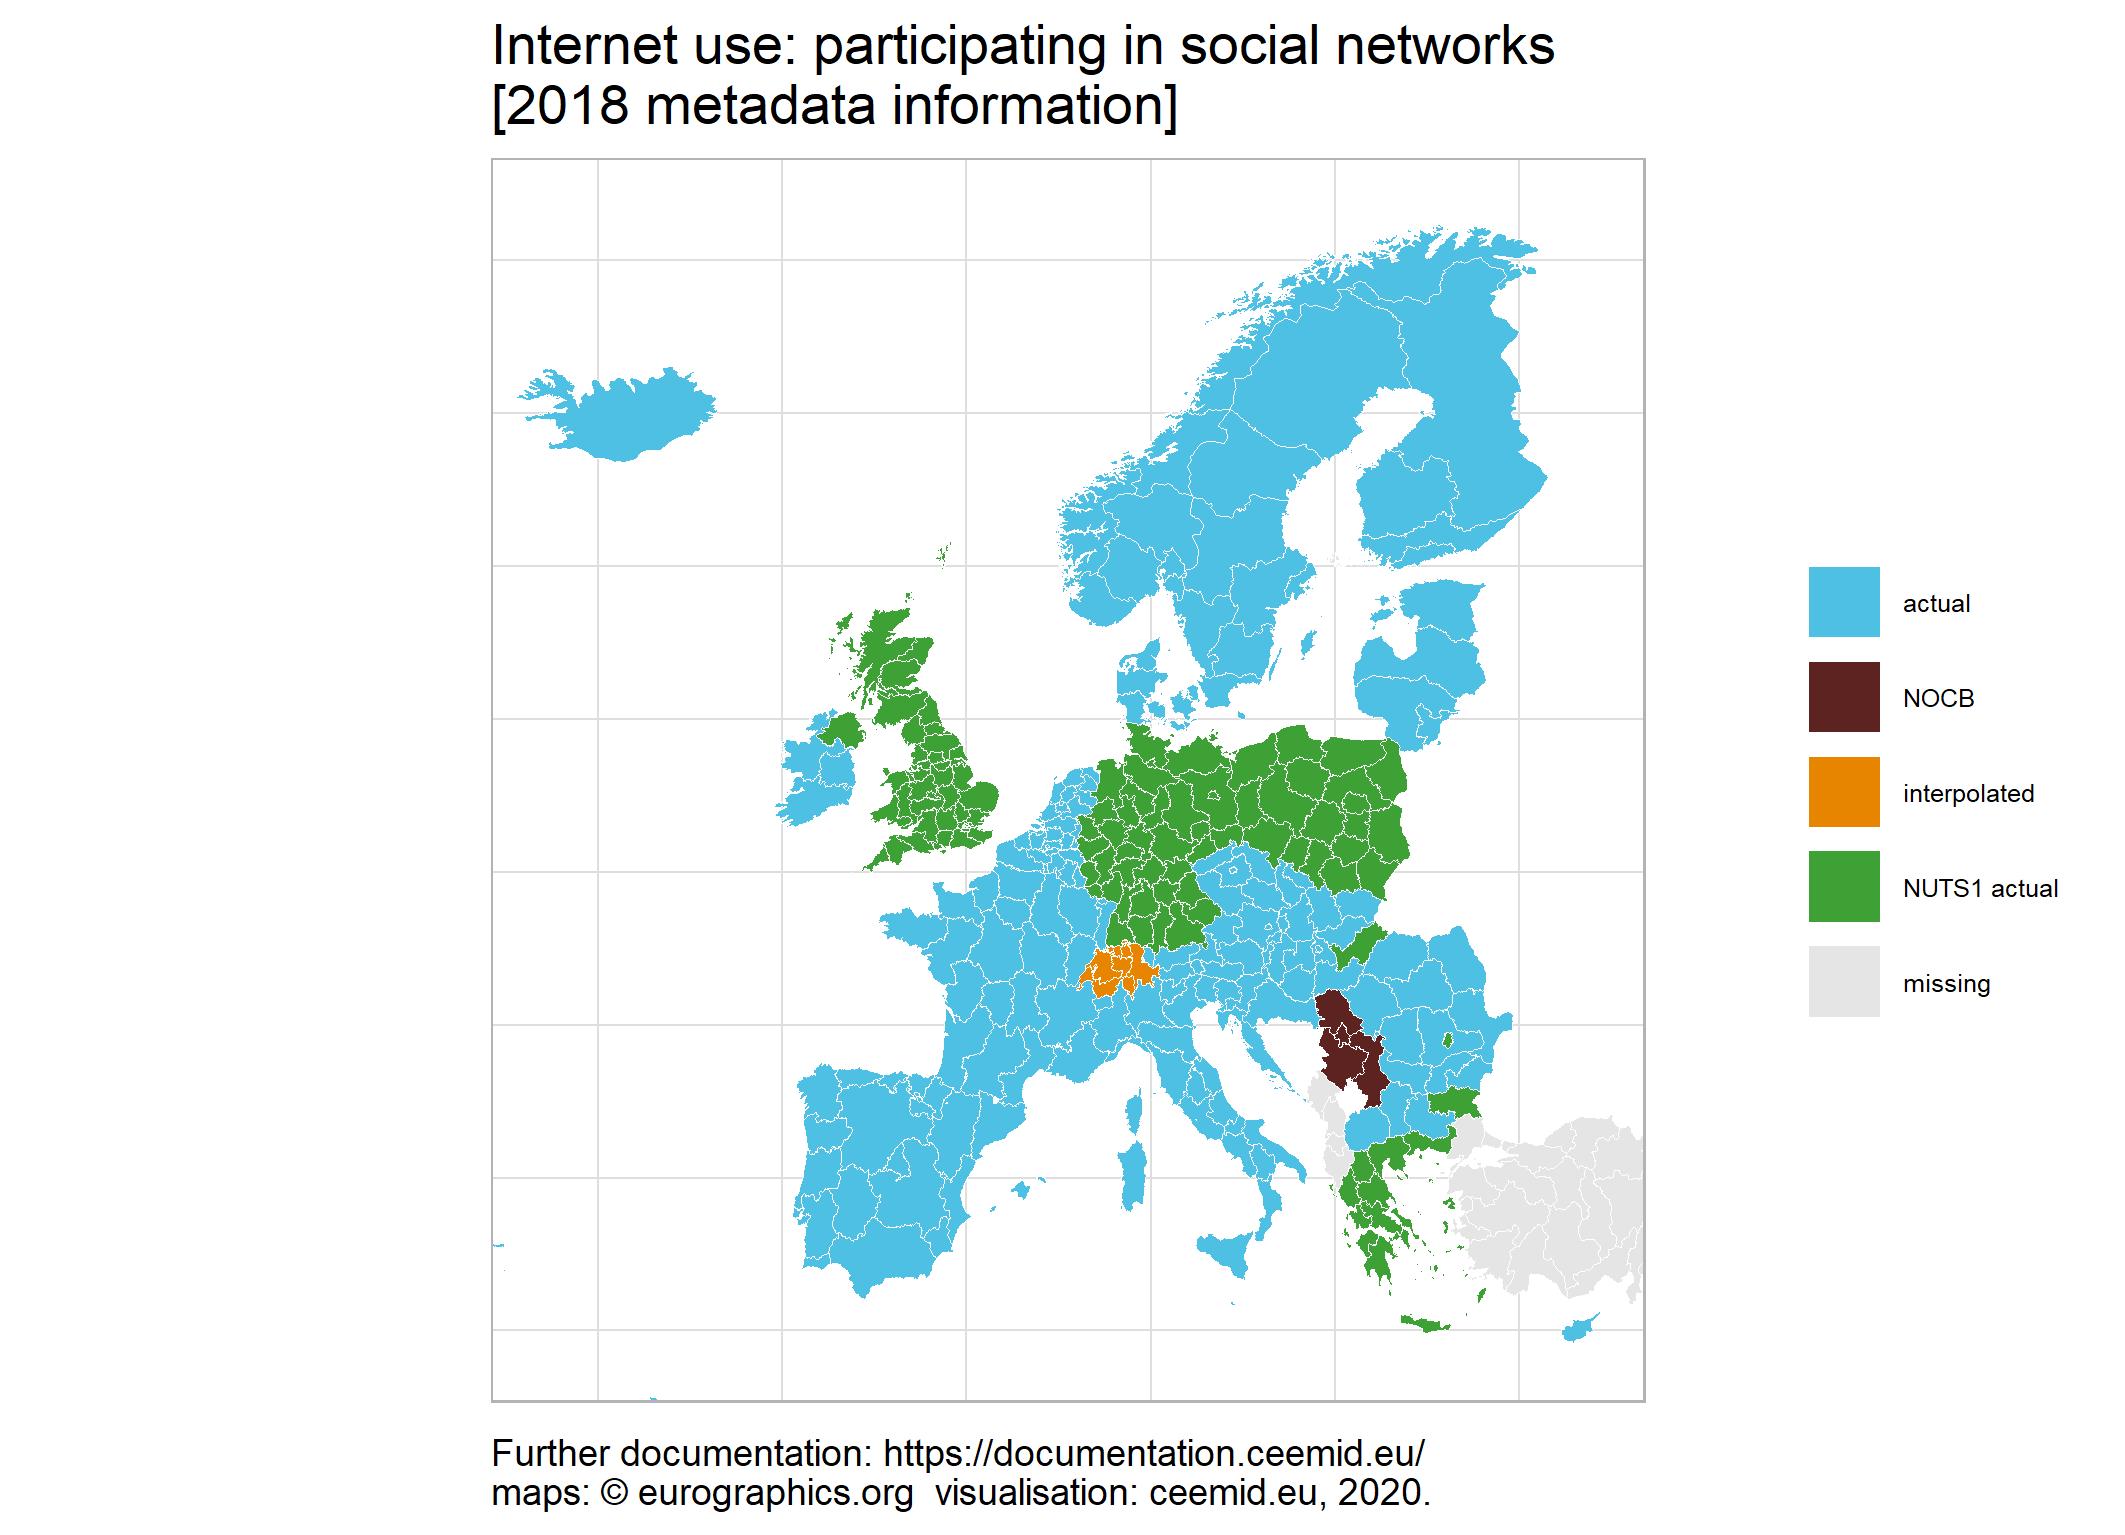 Internet use: participating in social networks
[2018 metadata information]
actual
NOCB
interpolated
NUTS1 actual
missing
Further documentation: https://documentation.ceemid.eu/
maps: © eurographics.org  visualisation: ceemid.eu, 2020.